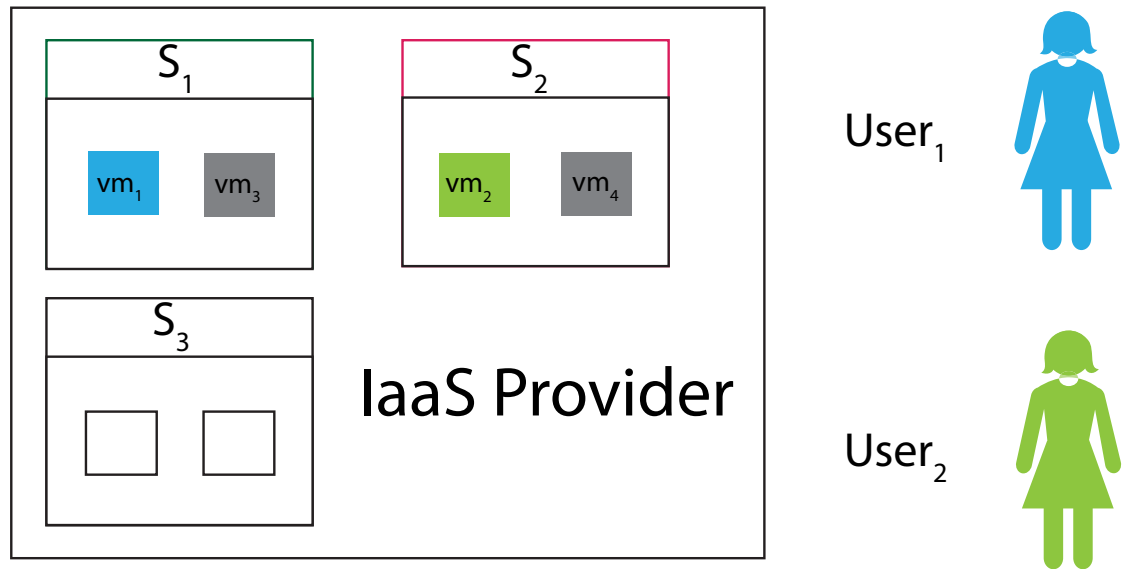 S₁
S₂
vm₁
vm₃
vm₂
vm₄
User₁
S₃
IaaS Provider
User₂